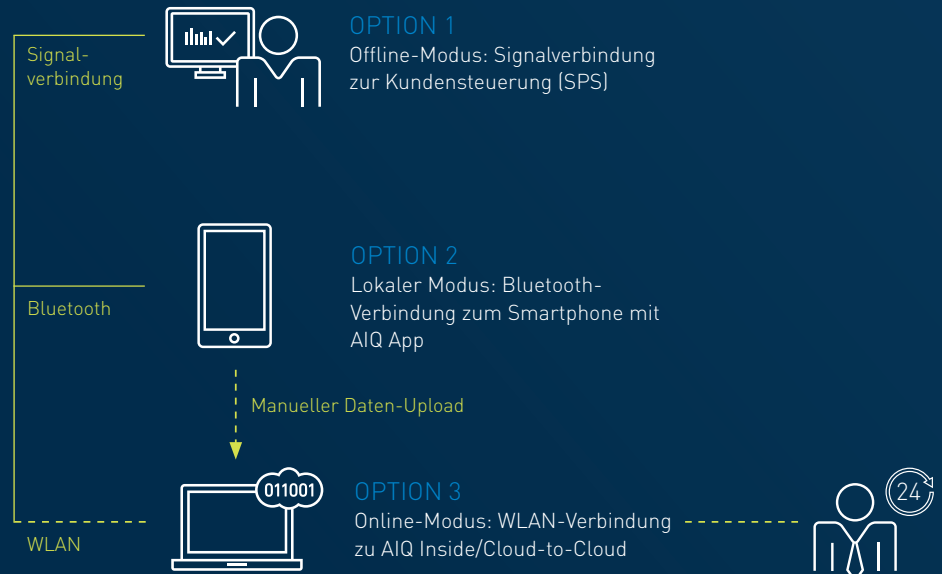 Signal-
verbindung
OPTION 1
Offline-Modus: Signalverbindung
zur Kundensteuerung (SPS)
Bluetooth
OPTION 2
Lokaler Modus: Bluetooth-
Verbindung zum Smartphone mit
AIQ App
Manueller Daten-Upload
011001
OPTION 3
Online-Modus: WLAN-Verbindung
zu AIQ Inside/Cloud-to-Cloud
WLAN
24